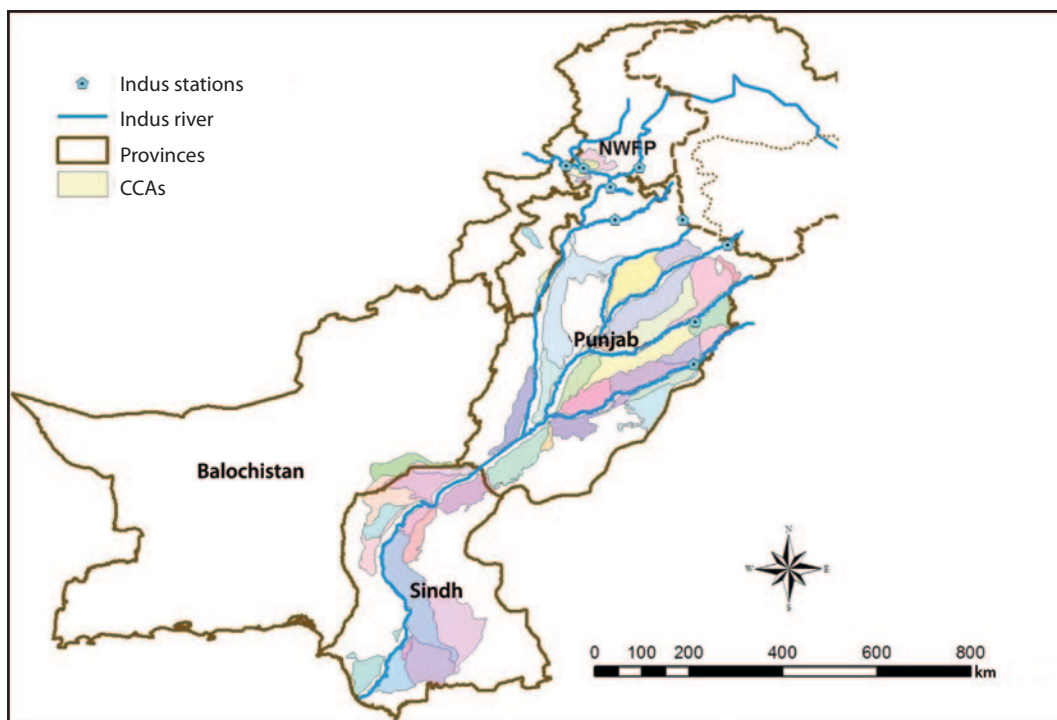 Indus stations
Indus river
Provinces
CCAs
NWFP
Punjab
Balochistan
Sindh
N
W E
S
0 100 200 400 600 800
km